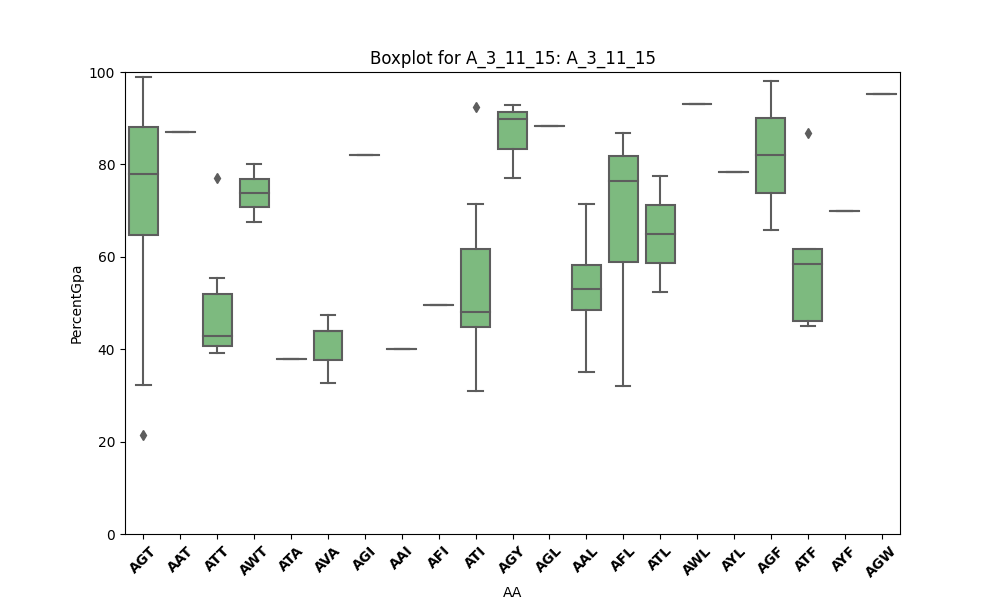 Boxplot for A_3_11_15: A_3_11_15
100
80
60
40
20
0
PercentGpa
AGT AAT ATT AWT ATA AVA AGI AAI AFI ATI AGY AGL AAL AFL ATL AWL AYL AGF ATF AYF AGW
AA